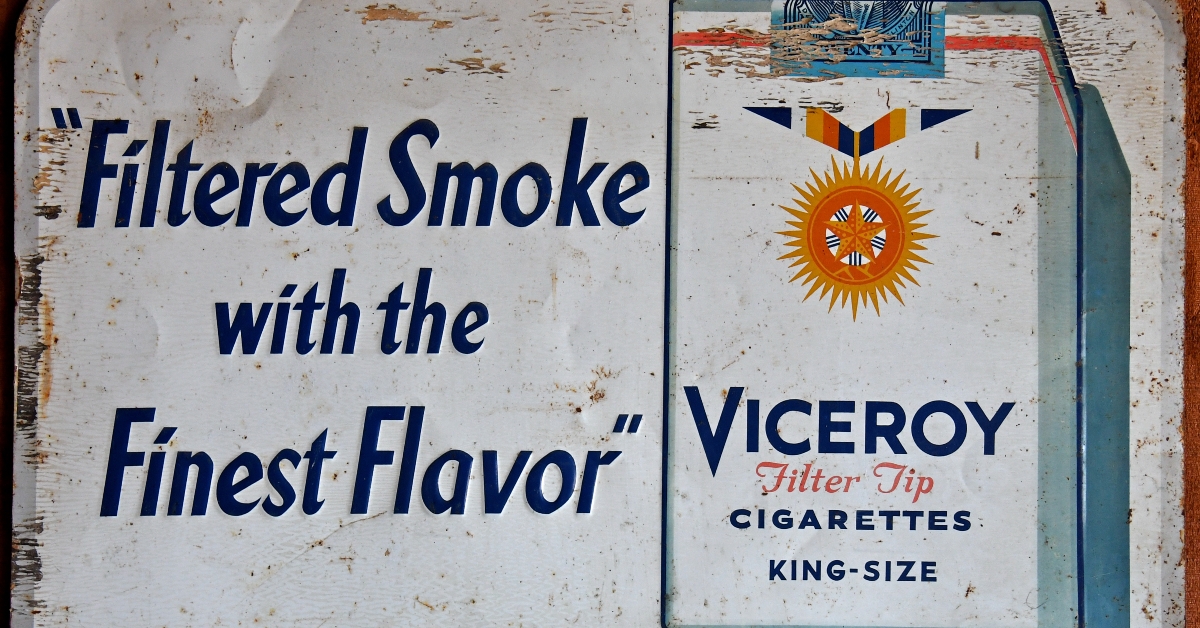 "Filtered Smoke
with the
Finest Flavor"
VICEROY
Filter Tip
CIGARETTES
KING-SIZE